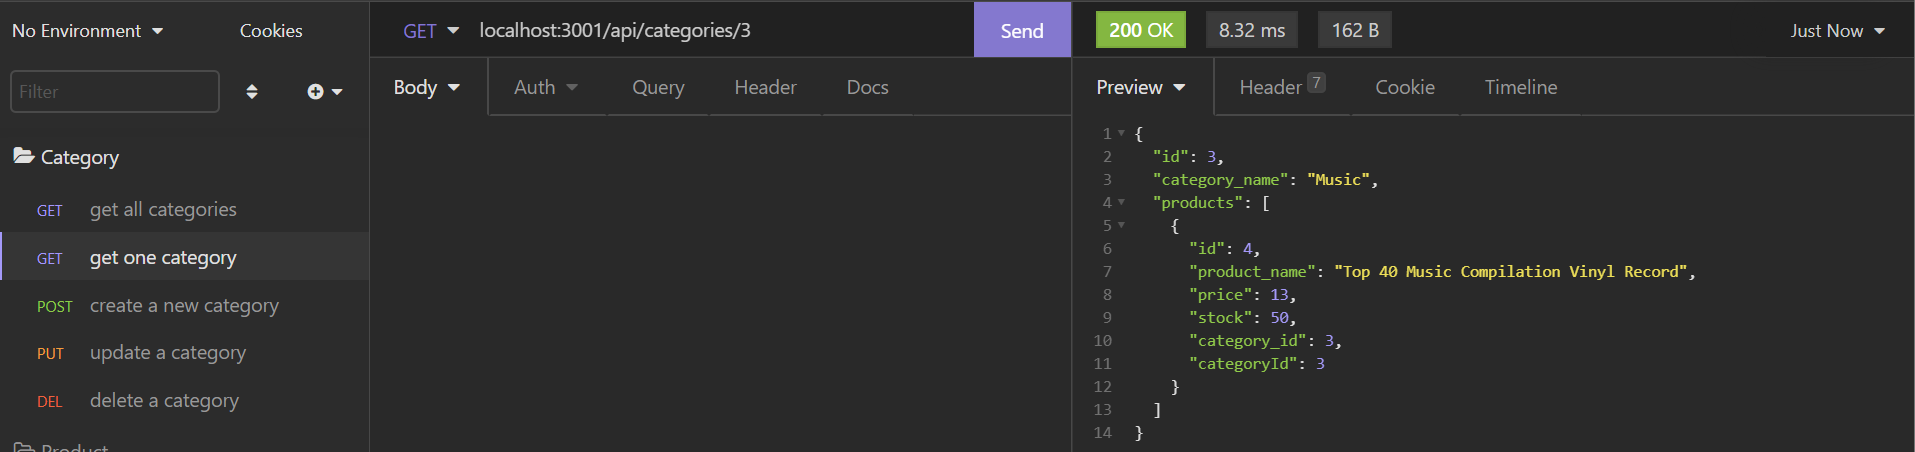 No Environment
Cookies
Filter
Category
GET get all categories
GET get one category
POST create a new category
PUT update a category
DEL delete a category
Product
GET localhost:3001/api/categories/3 Send
Body Auth Query Header Docs
200 OK 8.32 ms 162 B Just Now
Preview Header 7 Cookie Timeline
1 {
2 "id": 3,
3 "category_name": "Music",
4 "products": [
5 {
6 "id": 4,
7 "product_name": "Top 40 Music Compilation Vinyl Record",
8 "price": 13,
9 "stock": 50,
10 "category_id": 3,
11 "categoryId": 3
12 }
13 ]
14 }